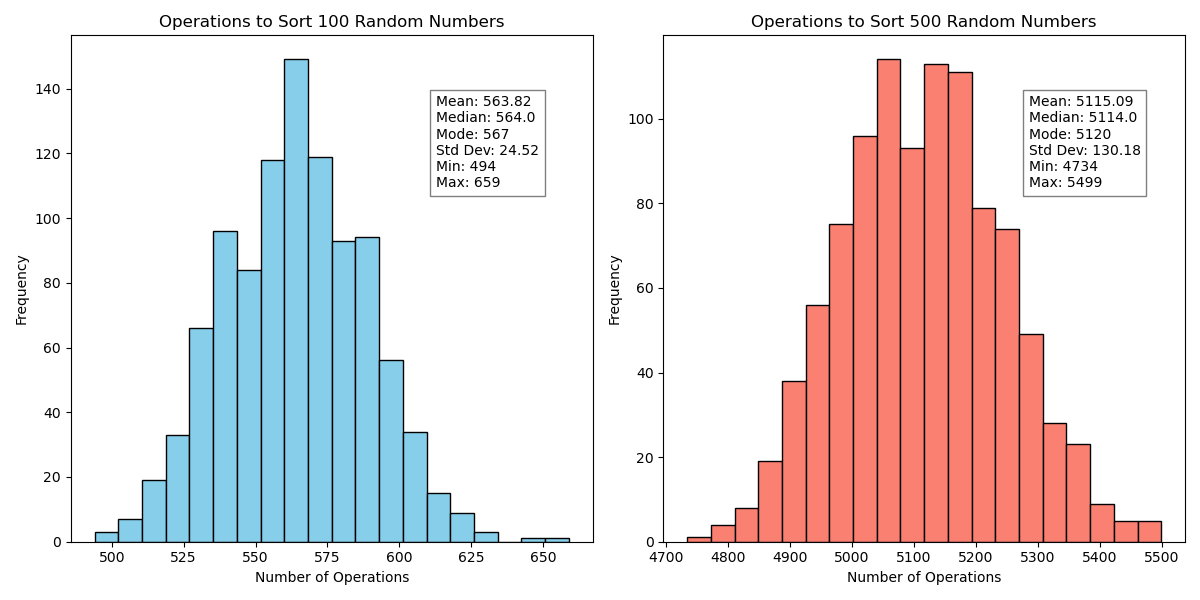 Operations to Sort 100 Random Numbers
Frequency
140
120
100
80
60
40
20
0
500 525 550 575 600 625 650
Number of Operations
Mean: 563.82
Median: 564.0
Mode: 567
Std Dev: 24.52
Min: 494
Max: 659
Operations to Sort 500 Random Numbers
Frequency
100
80
60
40
20
0
4700 4800 4900 5000 5100 5200 5300 5400 5500
Number of Operations
Mean: 5115.09
Median: 5114.0
Mode: 5120
Std Dev: 130.18
Min: 4734
Max: 5499